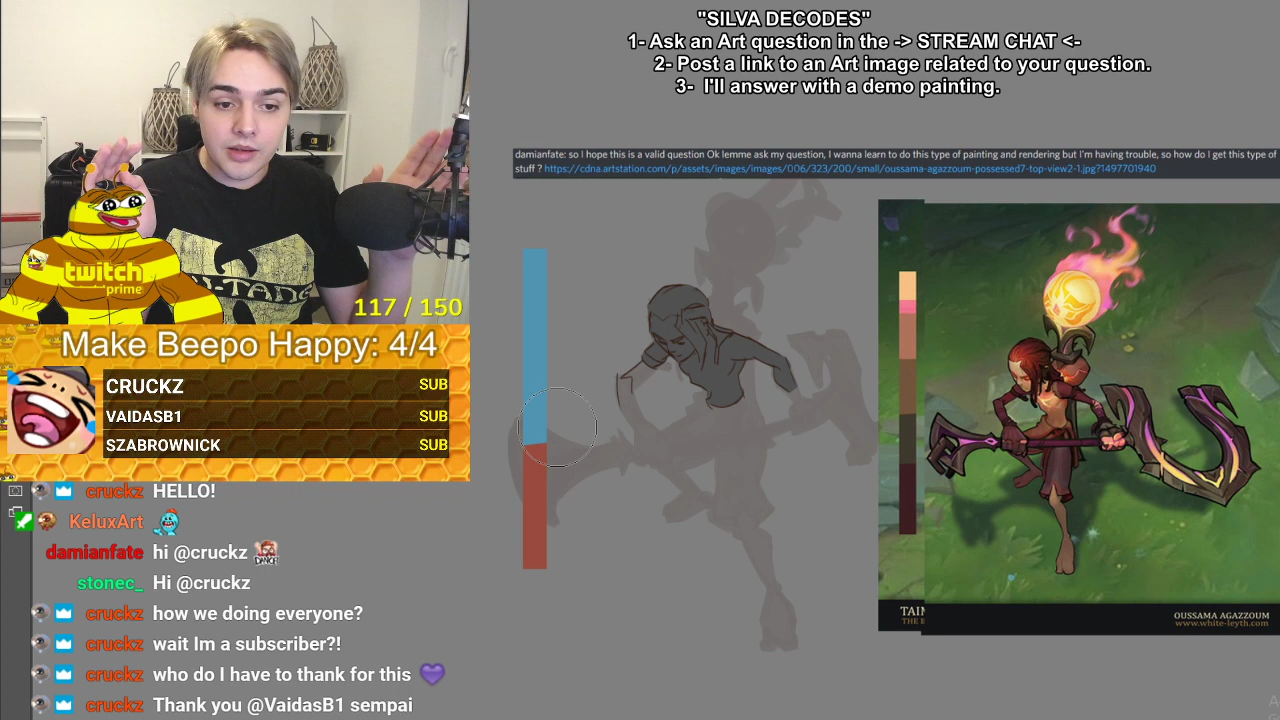 "SILVA DECODES"
1- Ask an Art question in the -> STREAM CHAT <-
2- Post a link to an Art image related to your question.
3- I'll answer with a demo painting.
damianfate: so I hope this is a valid question Ok lemme ask my question, I wanna learn to do this type of painting and rendering but I'm having trouble, so how do I get this type of
stuff ? https://cdna.artstation.com/p/assets/images/images/006/323/200/small/oussama-agazzoum-possessed7-top-view2-1.jpg?1497701940
twitch
prime
117 / 150
Make Beepo Happy: 4/4
CRUCKZ SUB
VAIDASB1 SUB
SZABROWNICK SUB
cruckz HELLO!
KeluxArt
damianfate hi @cruckz DANCE
stonec_ Hi @cruckz
cruckz how we doing everyone?
cruckz wait Im a subscriber?!
cruckz who do I have to thank for this
cruckz Thank you @VaidasB1 sempai
OUSSAMA AGAZZOUM
www.white-leyth.com